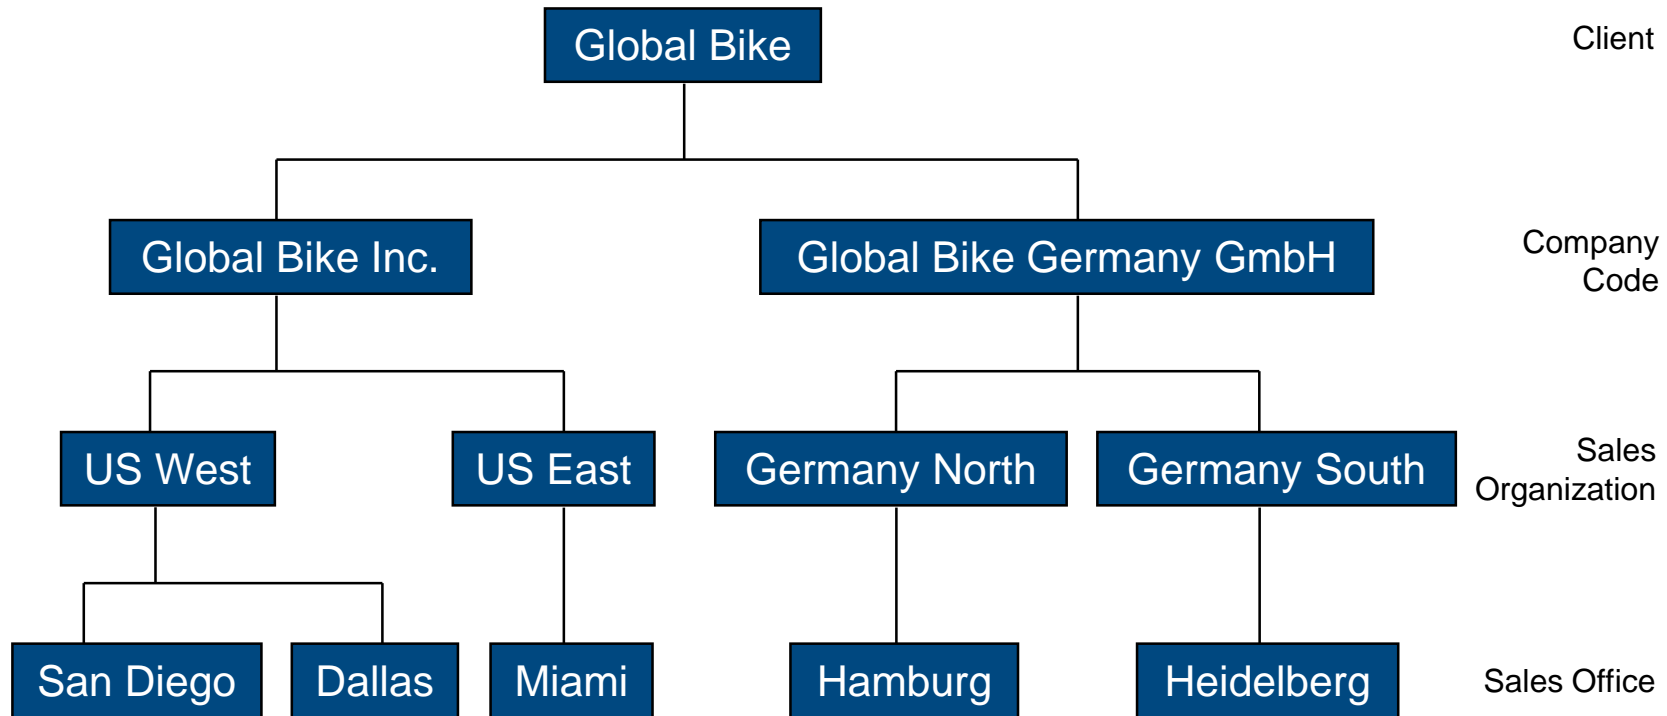 Global Bike
Client
Global Bike Inc.
Global Bike Germany GmbH
Company
Code
US West
US East
Germany North
Germany South
Sales
Organization
San Diego
Dallas
Miami
Hamburg
Heidelberg
Sales Office